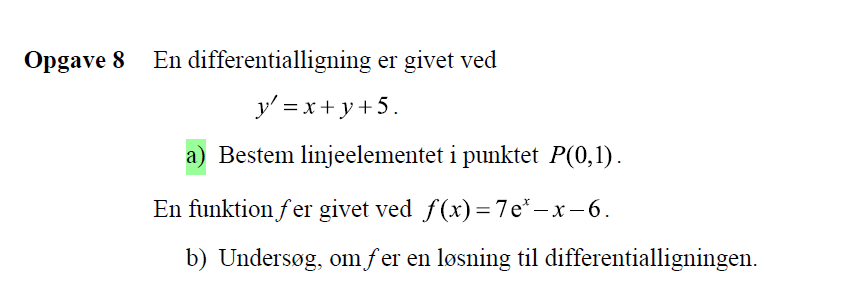 Opgave 8 En differentialligning er givet ved
y′ = x + y + 5 .
a) Bestem linjeelementet i punktet P(0,1) .
En funktion f er givet ved f(x) = 7eˣ − x − 6 .
b) Undersøg, om f er en løsning til differentialligningen.